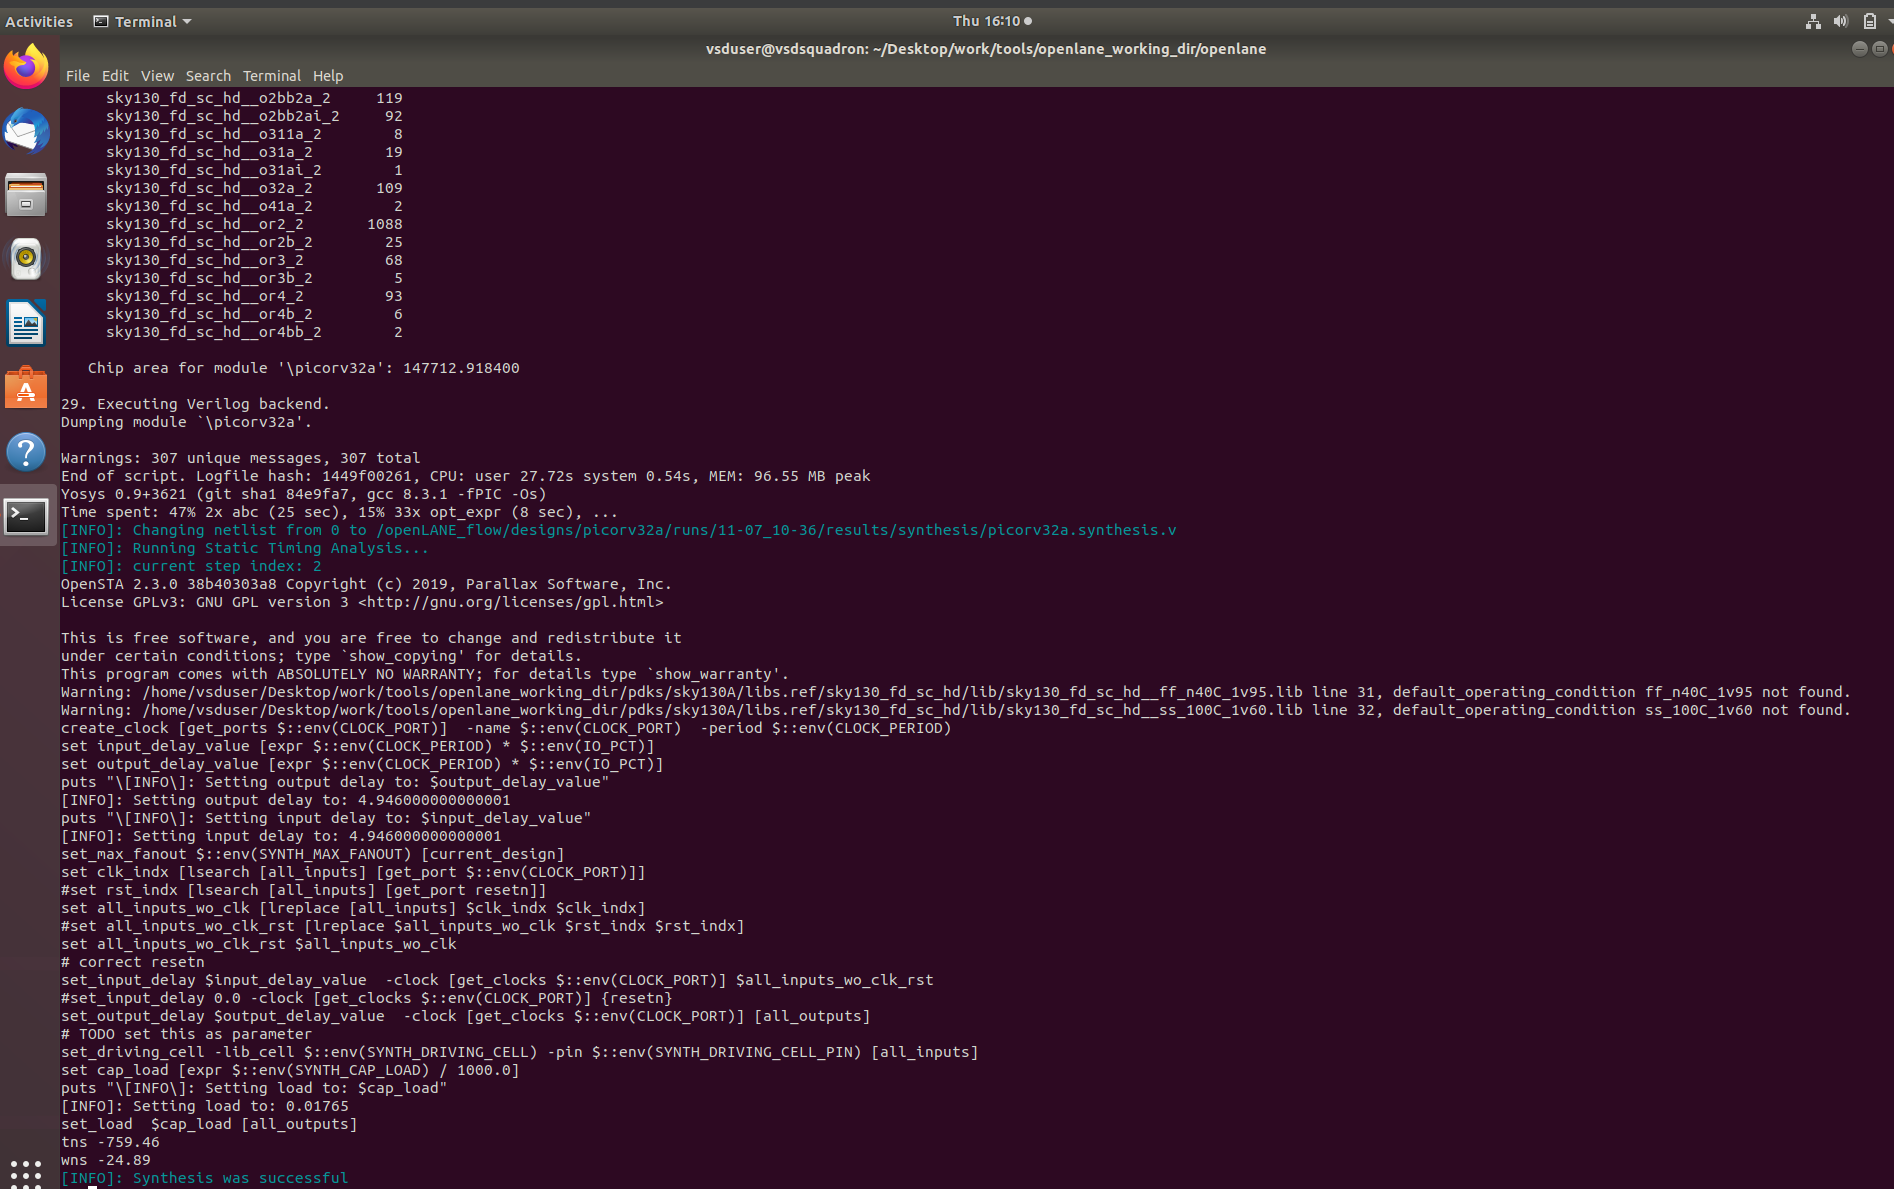 Activities Terminal Thu 16:10
vsduser@vsdsquadron: ~/Desktop/work/tools/openlane_working_dir/openlane
File Edit View Search Terminal Help
sky130_fd_sc_hd__o2bb2a_2 119
sky130_fd_sc_hd__o2bb2ai_2 92
sky130_fd_sc_hd__o311a_2 8
sky130_fd_sc_hd__o31a_2 19
sky130_fd_sc_hd__o31ai_2 1
sky130_fd_sc_hd__o32a_2 109
sky130_fd_sc_hd__o41a_2 2
sky130_fd_sc_hd__or2_2 1088
sky130_fd_sc_hd__or2b_2 25
sky130_fd_sc_hd__or3_2 68
sky130_fd_sc_hd__or3b_2 5
sky130_fd_sc_hd__or4_2 93
sky130_fd_sc_hd__or4b_2 6
sky130_fd_sc_hd__or4bb_2 2
Chip area for module '\picorv32a': 147712.918400
29. Executing Verilog backend.
Dumping module `\picorv32a'.
Warnings: 307 unique messages, 307 total
End of script. Logfile hash: 1449f00261, CPU: user 27.72s system 0.54s, MEM: 96.55 MB peak
Yosys 0.9+3621 (git sha1 84e9fa7, gcc 8.3.1 -fPIC -Os)
Time spent: 47% 2x abc (25 sec), 15% 33x opt_expr (8 sec), ...
[INFO]: Changing netlist from 0 to /openLANE_flow/designs/picorv32a/runs/11-07_10-36/results/synthesis/picorv32a.synthesis.v
[INFO]: Running Static Timing Analysis...
[INFO]: current step index: 2
OpenSTA 2.3.0 38b40303a8 Copyright (c) 2019, Parallax Software, Inc.
License GPLv3: GNU GPL version 3 <http://gnu.org/licenses/gpl.html>
This is free software, and you are free to change and redistribute it
under certain conditions; type `show_copying' for details.
This program comes with ABSOLUTELY NO WARRANTY; for details type `show_warranty'.
Warning: /home/vsduser/Desktop/work/tools/openlane_working_dir/pdks/sky130A/libs.ref/sky130_fd_sc_hd/lib/sky130_fd_sc_hd__ff_n40C_1v95.lib line 31, default_operating_condition ff_n40C_1v95 not found.
Warning: /home/vsduser/Desktop/work/tools/openlane_working_dir/pdks/sky130A/libs.ref/sky130_fd_sc_hd/lib/sky130_fd_sc_hd__ss_100C_1v60.lib line 32, default_operating_condition ss_100C_1v60 not found.
create_clock [get_ports $::env(CLOCK_PORT)]  -name $::env(CLOCK_PORT)  -period $::env(CLOCK_PERIOD)
set input_delay_value [expr $::env(CLOCK_PERIOD) * $::env(IO_PCT)]
set output_delay_value [expr $::env(CLOCK_PERIOD) * $::env(IO_PCT)]
puts "\[INFO\]: Setting output delay to: $output_delay_value"
[INFO]: Setting output delay to: 4.946000000000001
puts "\[INFO\]: Setting input delay to: $input_delay_value"
[INFO]: Setting input delay to: 4.946000000000001
set_max_fanout $::env(SYNTH_MAX_FANOUT) [current_design]
set clk_indx [lsearch [all_inputs] [get_port $::env(CLOCK_PORT)]]
#set rst_indx [lsearch [all_inputs] [get_port resetn]]
set all_inputs_wo_clk [lreplace [all_inputs] $clk_indx $clk_indx]
#set all_inputs_wo_clk_rst [lreplace $all_inputs_wo_clk $rst_indx $rst_indx]
set all_inputs_wo_clk_rst $all_inputs_wo_clk
# correct resetn
set_input_delay $input_delay_value  -clock [get_clocks $::env(CLOCK_PORT)] $all_inputs_wo_clk_rst
#set_input_delay 0.0 -clock [get_clocks $::env(CLOCK_PORT)] {resetn}
set_output_delay $output_delay_value  -clock [get_clocks $::env(CLOCK_PORT)] [all_outputs]
# TODO set this as parameter
set_driving_cell -lib_cell $::env(SYNTH_DRIVING_CELL) -pin $::env(SYNTH_DRIVING_CELL_PIN) [all_inputs]
set cap_load [expr $::env(SYNTH_CAP_LOAD) / 1000.0]
puts "\[INFO\]: Setting load to: $cap_load"
[INFO]: Setting load to: 0.01765
set_load  $cap_load [all_outputs]
tns -759.46
wns -24.89
[INFO]: Synthesis was successful